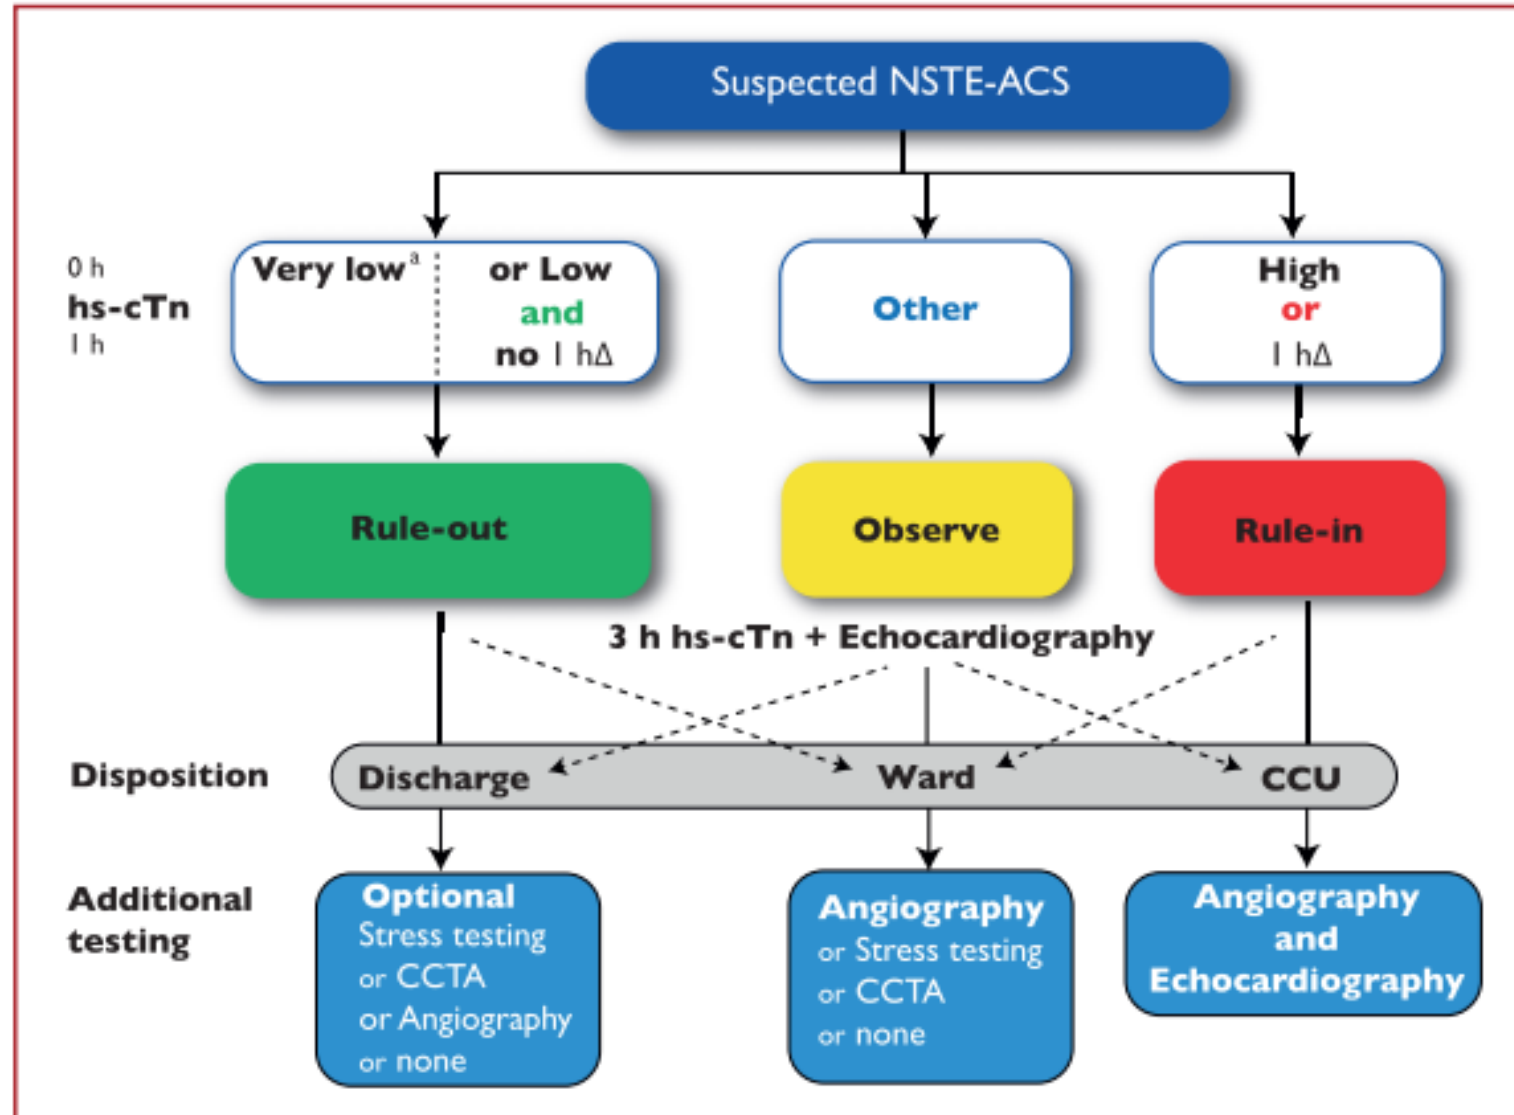 Suspected NSTE-ACS
0 h
hs-cTn
1 h
Very lowᵃ
or Low
and
no 1 hΔ
Other
High
or
1 hΔ
Rule-out
Observe
Rule-in
3 h hs-cTn + Echocardiography
Disposition
Discharge
Ward
CCU
Additional
testing
Optional
Stress testing
or CCTA
or Angiography
or none
Angiography
or Stress testing
or CCTA
or none
Angiography
and
Echocardiography